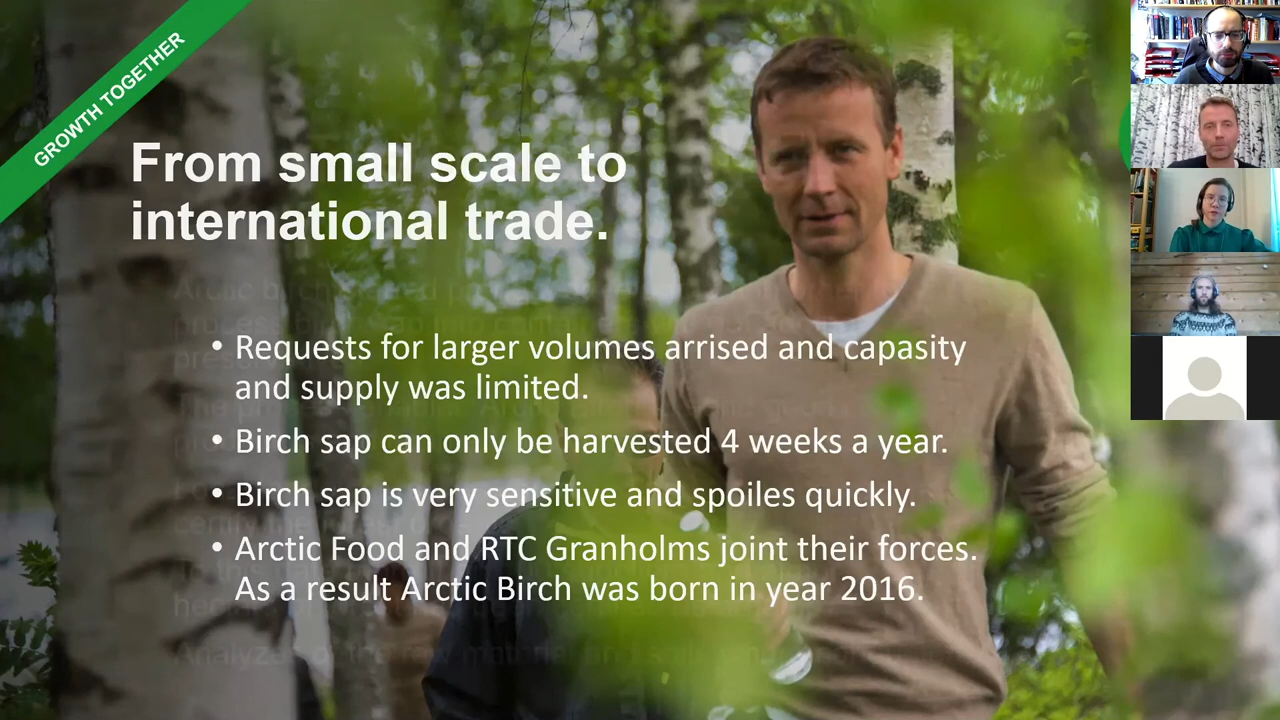 GROWTH TOGETHER
From small scale to
international trade.
• Requests for larger volumes arrised and capasity
and supply was limited.
• Birch sap can only be harvested 4 weeks a year.
• Birch sap is very sensitive and spoiles quickly.
• Arctic Food and RTC Granholms joint their forces.
As a result Arctic Birch was born in year 2016.